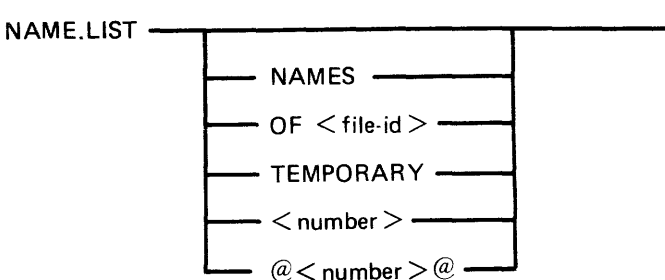 NAME.LIST
NAMES
OF <file-id>
TEMPORARY
<number>
@<number>@